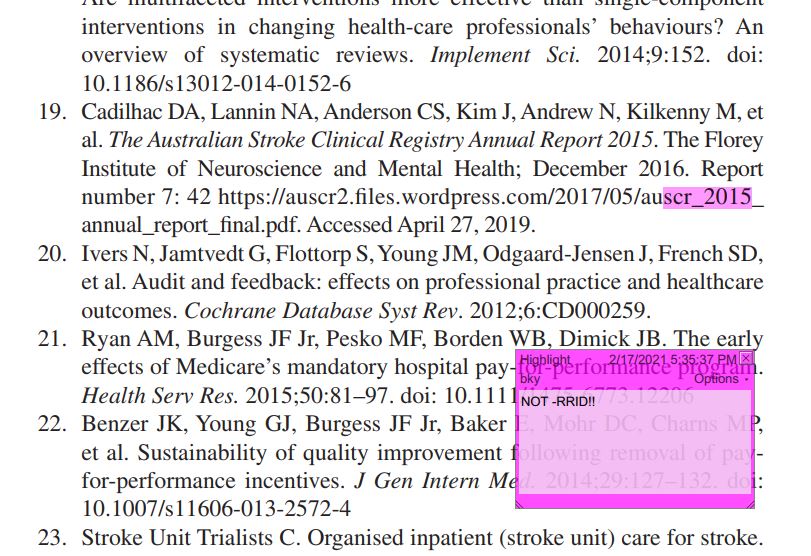 Are multifaceted interventions more effective than single-component
interventions in changing health-care professionals’ behaviours? An
overview of systematic reviews. Implement Sci. 2014;9:152. doi:
10.1186/s13012-014-0152-6
19. Cadilhac DA, Lannin NA, Anderson CS, Kim J, Andrew N, Kilkenny M, et
al. The Australian Stroke Clinical Registry Annual Report 2015. The Florey
Institute of Neuroscience and Mental Health; December 2016. Report
number 7: 42 https://auscr2.files.wordpress.com/2017/05/auscr_2015_
annual_report_final.pdf. Accessed April 27, 2019.
20. Ivers N, Jamtvedt G, Flottorp S, Young JM, Odgaard-Jensen J, French SD,
et al. Audit and feedback: effects on professional practice and healthcare
outcomes. Cochrane Database Syst Rev. 2012;6:CD000259.
21. Ryan AM, Burgess JF Jr, Pesko MF, Borden WB, Dimick JB. The early
effects of Medicare’s mandatory hospital pay-for-performance program.
Health Serv Res. 2015;50:81–97. doi: 10.1111/1475-6773.12206
22. Benzer JK, Young GJ, Burgess JF Jr, Baker E, Mohr DC, Charns MP,
et al. Sustainability of quality improvement following removal of pay-
for-performance incentives. J Gen Intern Med. 2014;29:127–132. doi:
10.1007/s11606-013-2572-4
23. Stroke Unit Trialists C. Organised inpatient (stroke unit) care for stroke.
Highlight 2/17/2021 5:35:37 PM
bky Options
NOT -RRID!!